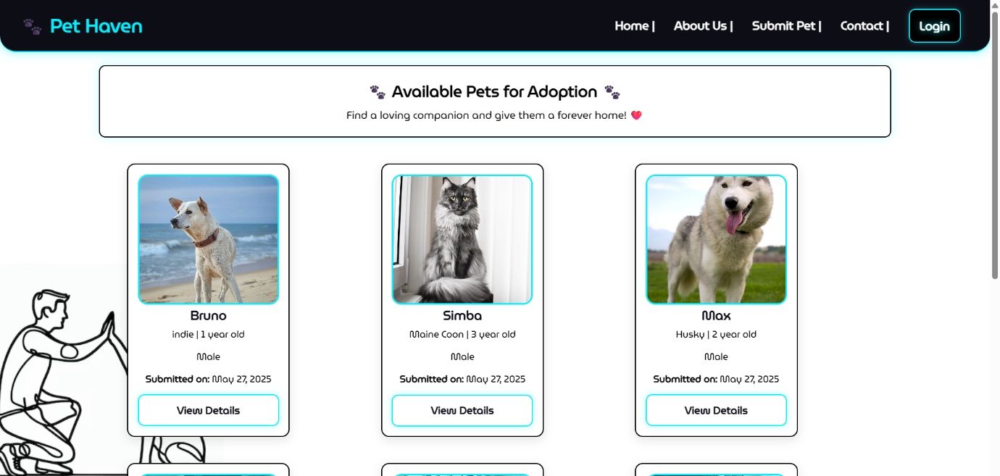 🐾 Pet Haven
Home | About Us | Submit Pet | Contact | Login
🐾 Available Pets for Adoption 🐾
Find a loving companion and give them a forever home! ❤️
Bruno
indie | 1 year old
Male
Submitted on: May 27, 2025
View Details
Simba
Maine Coon | 3 year old
Male
Submitted on: May 27, 2025
View Details
Max
Husky | 2 year old
Male
Submitted on: May 27, 2025
View Details